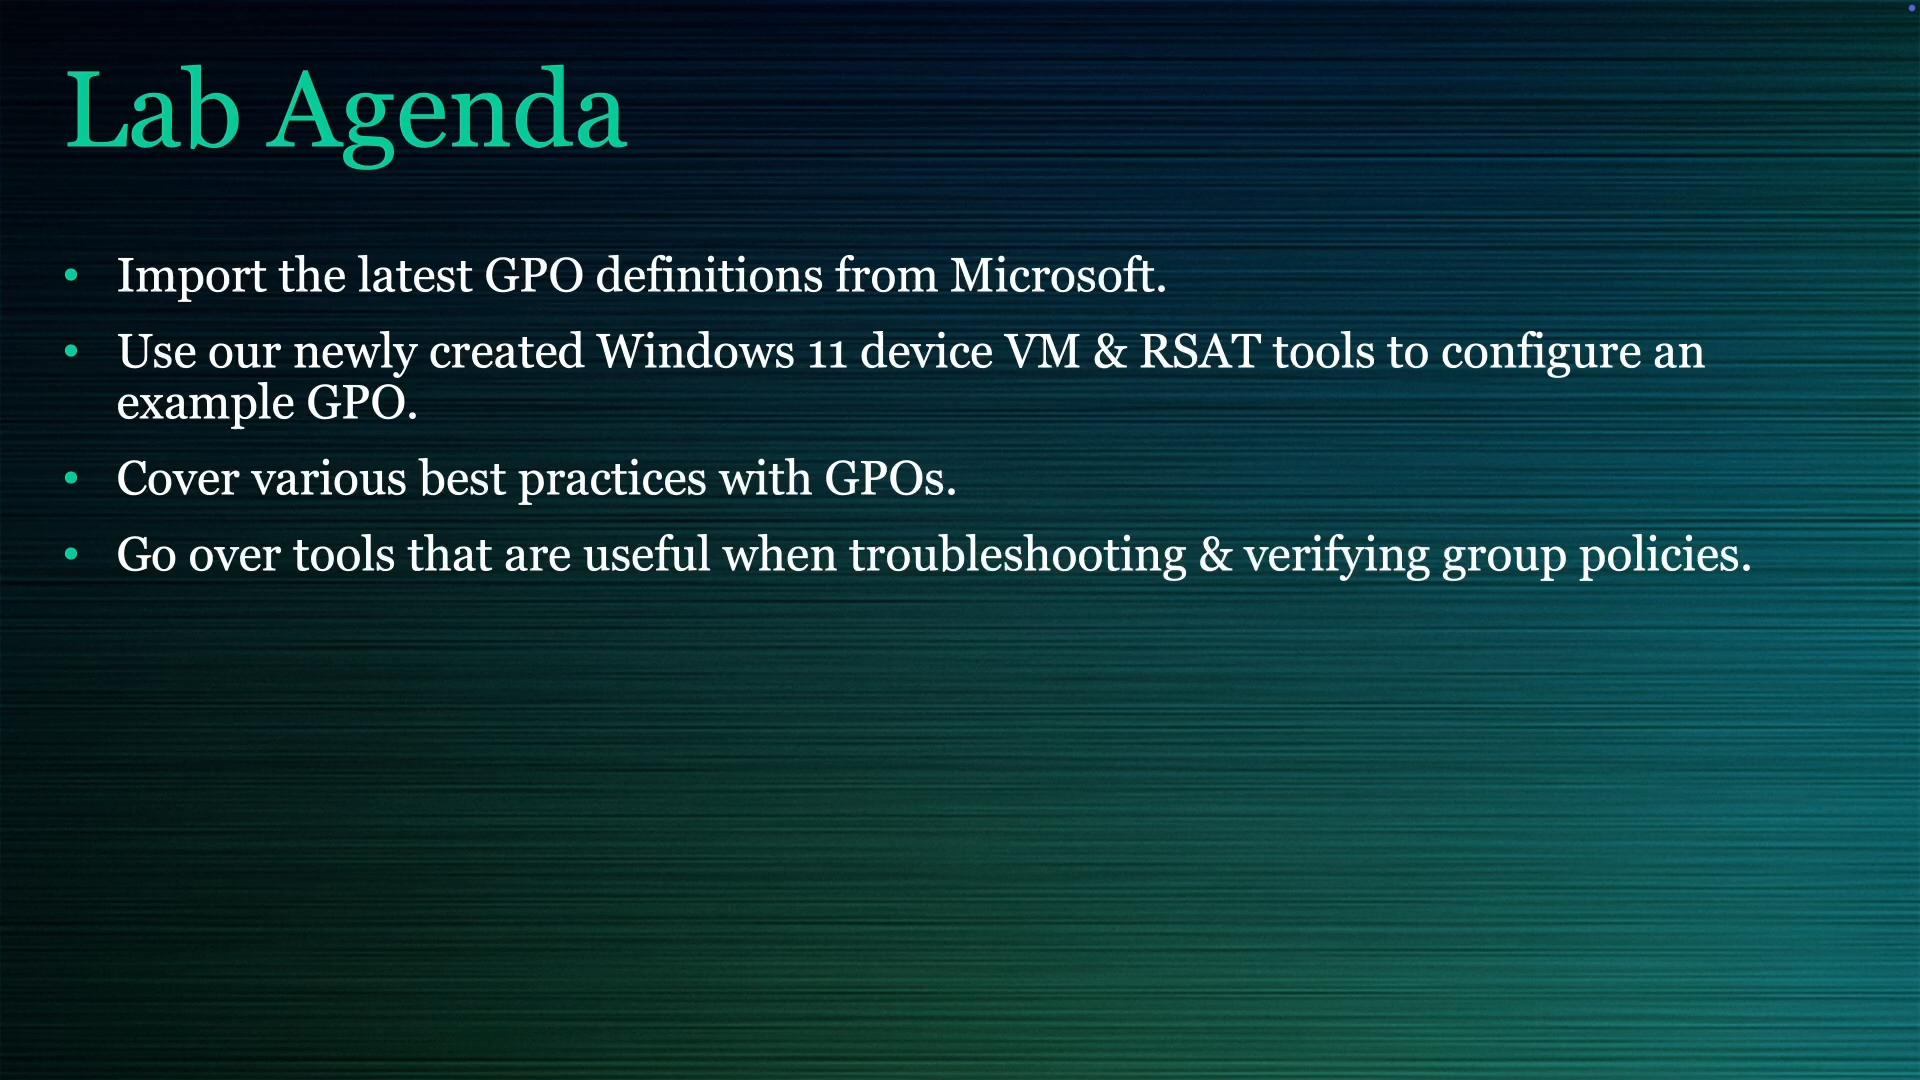 Lab Agenda
• Import the latest GPO definitions from Microsoft.
• Use our newly created Windows 11 device VM & RSAT tools to configure an
example GPO.
• Cover various best practices with GPOs.
• Go over tools that are useful when troubleshooting & verifying group policies.